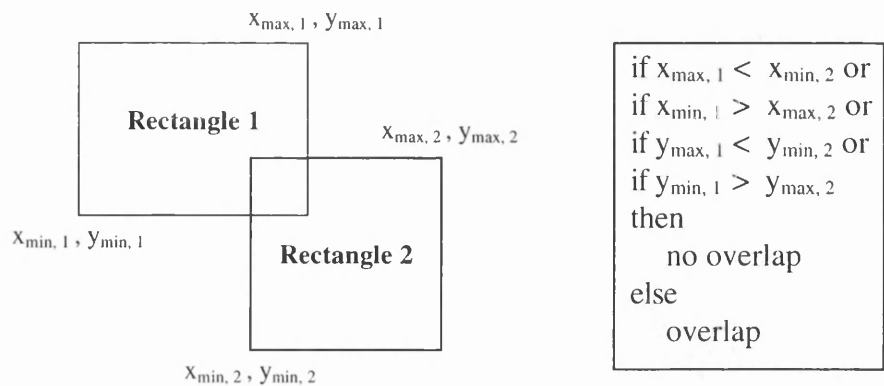 x_max, 1 , y_max, 1
Rectangle 1
x_max, 2 , y_max, 2
x_min, 1 , y_min, 1
Rectangle 2
x_min, 2 , y_min, 2
if x_max, 1 < x_min, 2 or
if x_min, 1 > x_max, 2 or
if y_max, 1 < y_min, 2 or
if y_min, 1 > y_max, 2
then
no overlap
else
overlap